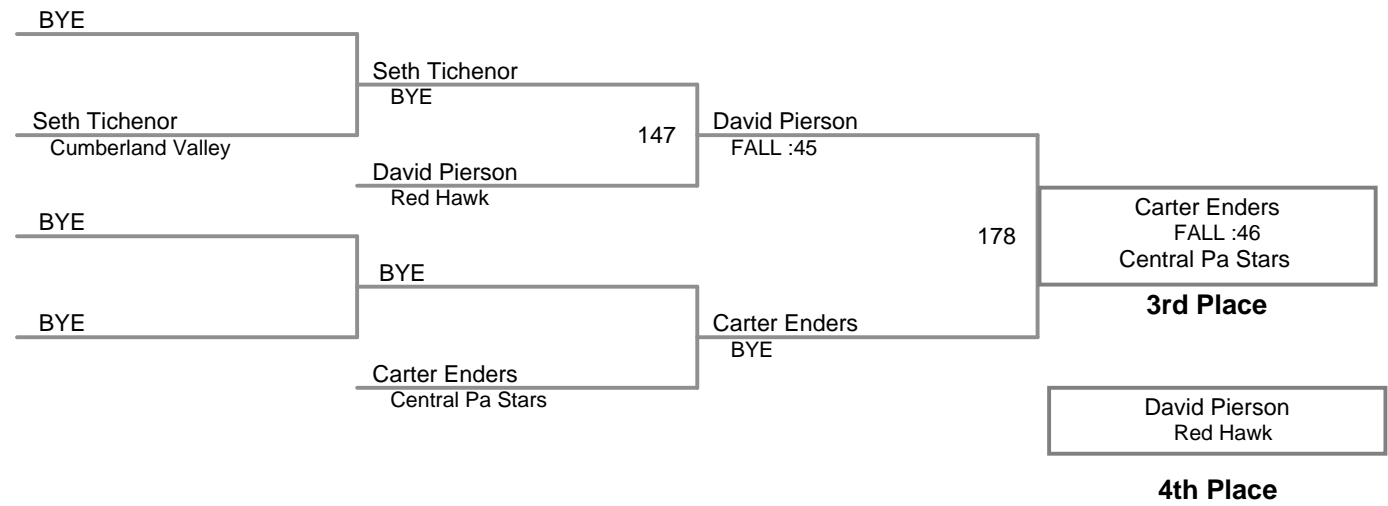 BYE
Seth Tichenor
BYE
Seth Tichenor
Cumberland Valley
147
David Pierson
FALL :45
David Pierson
Red Hawk
BYE
178
Carter Enders
FALL :46
Central Pa Stars
3rd Place
BYE
BYE
Carter Enders
BYE
Carter Enders
Central Pa Stars
David Pierson
Red Hawk
4th Place